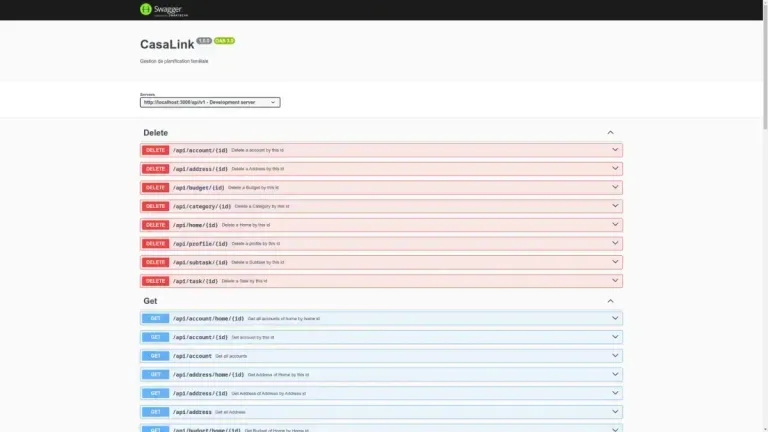 Swagger
CasaLink 1.0.0 OAS 3.0
Gestion de planification familiale
Servers
http://localhost:3000/api/v1 - Development server
Delete
DELETE /api/account/{id} Delete a account by this id
DELETE /api/address/{id} Delete a Address by this id
DELETE /api/budget/{id} Delete a Budget by this id
DELETE /api/category/{id} Delete a Category by this id
DELETE /api/home/{id} Delete a Home by this id
DELETE /api/profile/{id} Delete a profile by this id
DELETE /api/subtask/{id} Delete a Subtask by this id
DELETE /api/task/{id} Delete a Task by this id
Get
GET /api/account/home/{id} Get all accounts of home by home id
GET /api/account/{id} Get account by this id
GET /api/account Get all accounts
GET /api/address/home/{id} Get Address of Home by this id
GET /api/address/{id} Get Address of Address by Address id
GET /api/address Get all Address
GET /api/budget/home/{id} Get Budget of Home by Home id